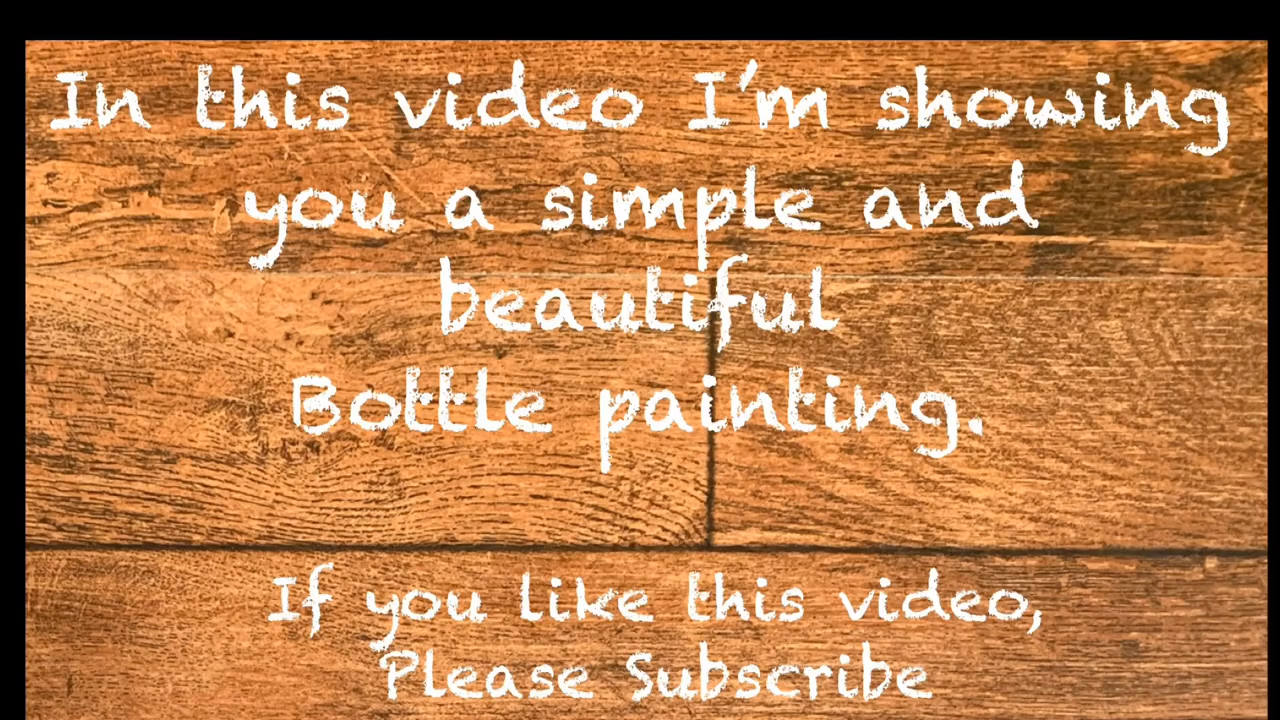 In this video I'm showing
you a simple and
beautiful
Bottle painting.
If you like this video,
Please Subscribe